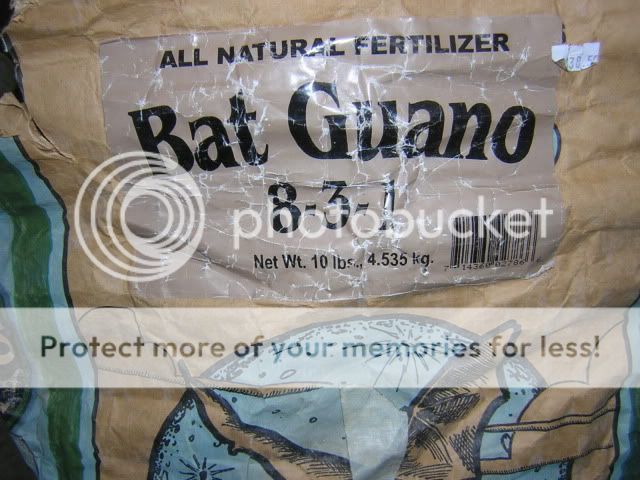 ALL NATURAL FERTILIZER
Bat Guano
8-3-1
photobucket
Net Wt. 10 lbs., 4.535 kg.
Protect more of your memories for less!